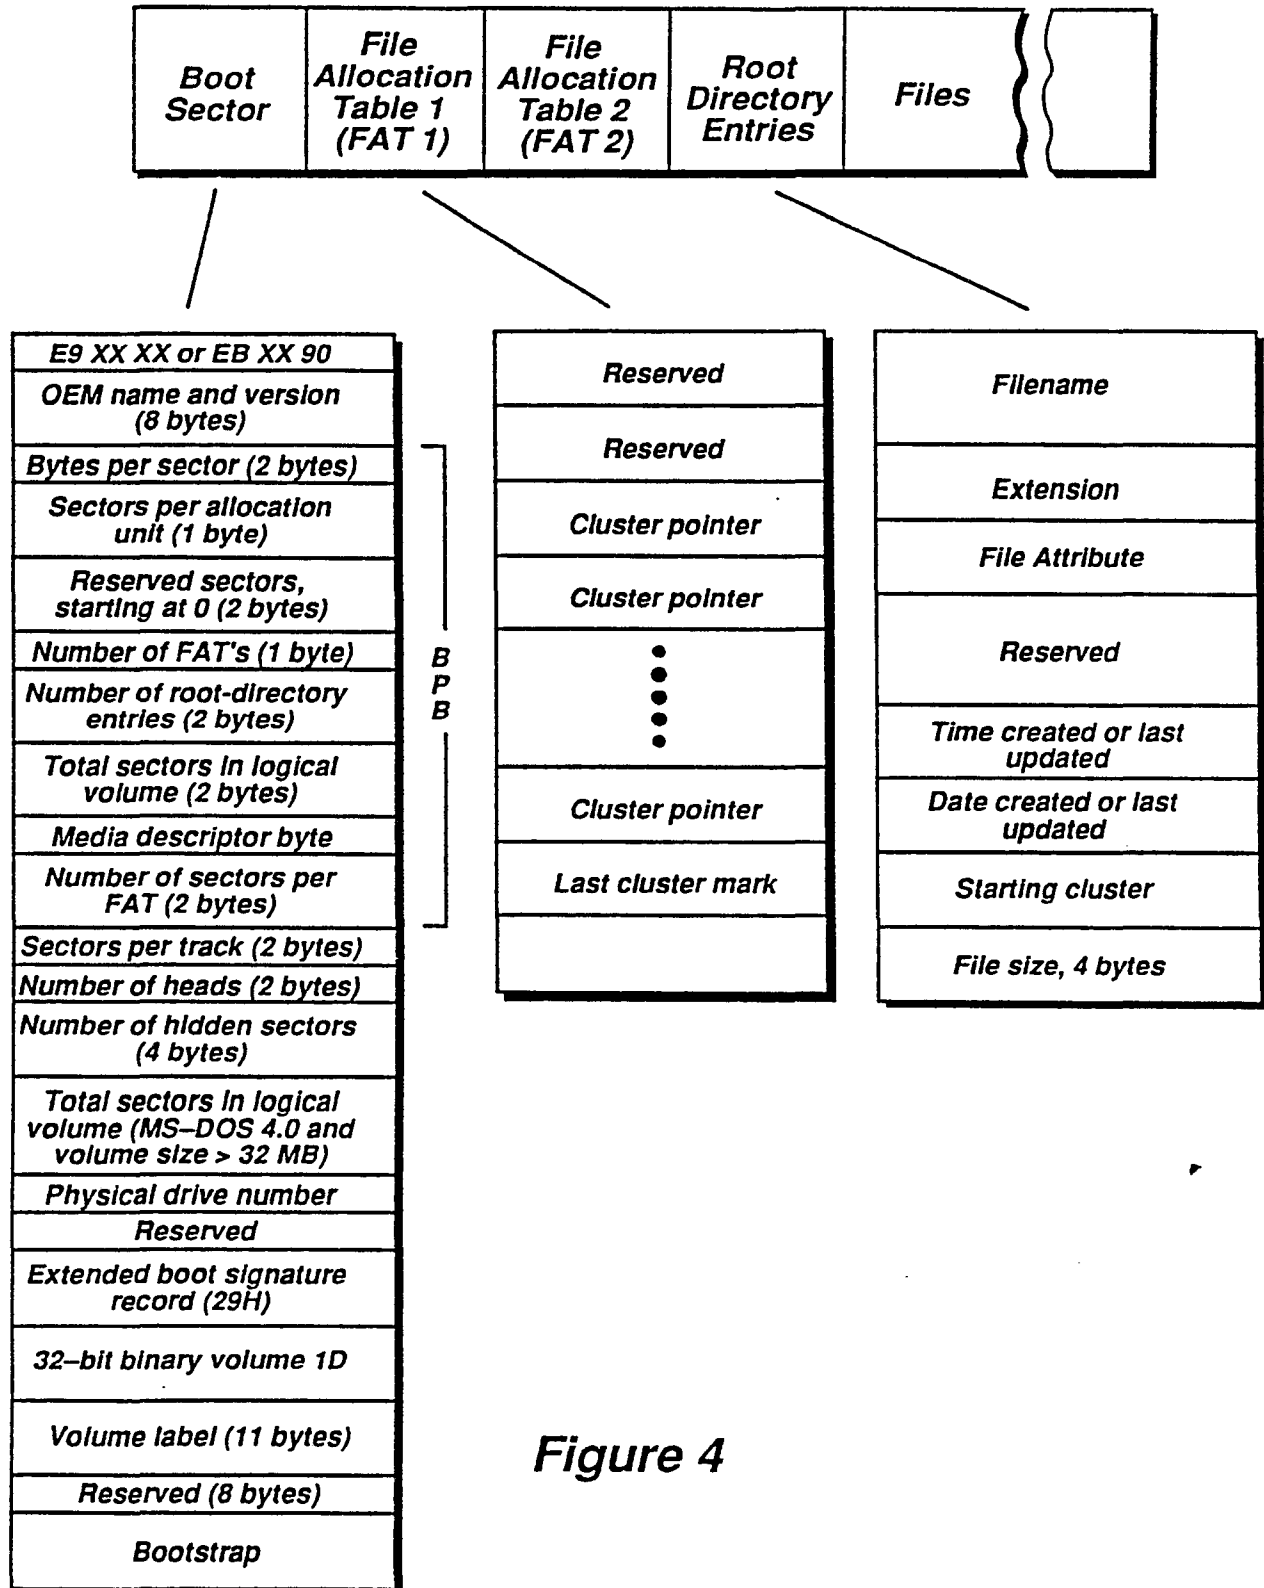 Boot
Sector
File
Allocation
Table 1
(FAT 1)
File
Allocation
Table 2
(FAT 2)
Root
Directory
Entries
Files
E9 XX XX or EB XX 90
OEM name and version
(8 bytes)
Bytes per sector (2 bytes)
Sectors per allocation
unit (1 byte)
Reserved sectors,
starting at 0 (2 bytes)
Number of FAT's (1 byte)
Number of root-directory
entries (2 bytes)
Total sectors in logical
volume (2 bytes)
Media descriptor byte
Number of sectors per
FAT (2 bytes)
Sectors per track (2 bytes)
Number of heads (2 bytes)
Number of hidden sectors
(4 bytes)
Total sectors in logical
volume (MS–DOS 4.0 and
volume size > 32 MB)
Physical drive number
Reserved
Extended boot signature
record (29H)
32–bit binary volume 1D
Volume label (11 bytes)
Reserved (8 bytes)
Bootstrap
B
P
B
Reserved
Reserved
Cluster pointer
Cluster pointer
Cluster pointer
Last cluster mark
Filename
Extension
File Attribute
Reserved
Time created or last
updated
Date created or last
updated
Starting cluster
File size, 4 bytes
Figure 4